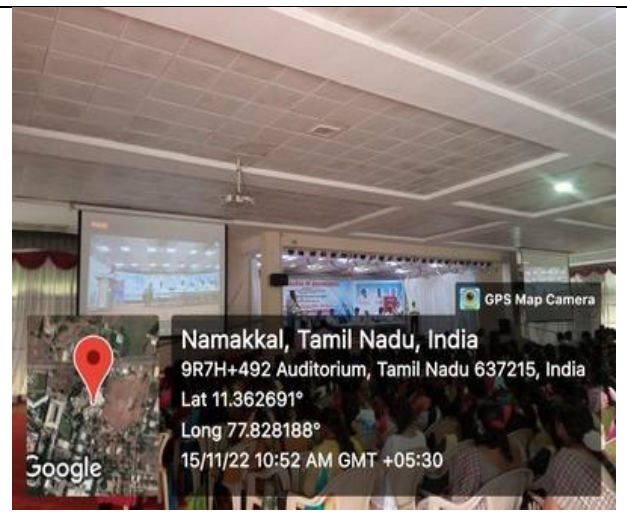 GPS Map Camera
Namakkal, Tamil Nadu, India
9R7H+492 Auditorium, Tamil Nadu 637215, India
Lat 11.362691°
Long 77.828188°
15/11/22 10:52 AM GMT +05:30
Google